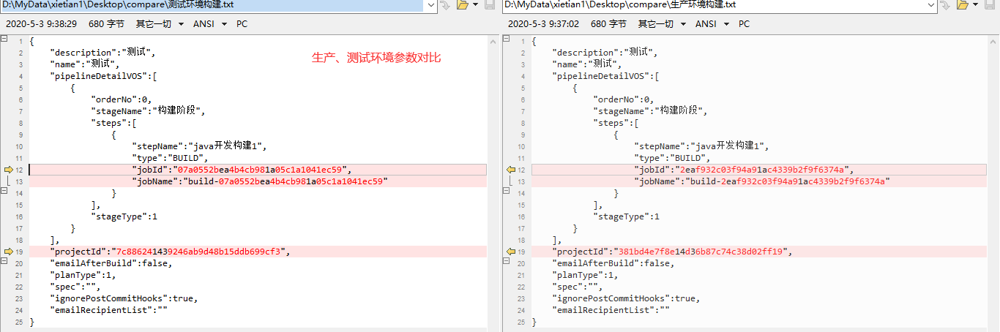 D:\MyData\xietian1\Desktop\compare\测试环境构建.txt
2020-5-3 9:38:29 680 字节 其它一切 ANSI PC
生产、测试环境参数对比
1 {
2 "description":"测试",
3 "name":"测试",
4 "pipelineDetailVOS":[
5 {
6 "orderNo":0,
7 "stageName":"构建阶段",
8 "steps":[
9 {
10 "stepName":"java开发构建1",
11 "type":"BUILD",
12 "jobId":"07a0552bea4b4cb981a05c1a1041ec59",
13 "jobName":"build-07a0552bea4b4cb981a05c1a1041ec59"
14 }
15 ],
16 "stageType":1
17 }
18 ],
19 "projectId":"7c886241439246ab9d48b15ddb699cf3",
20 "emailAfterBuild":false,
21 "planType":1,
22 "spec":"",
23 "ignorePostCommitHooks":true,
24 "emailRecipientList":""
25 }
D:\MyData\xietian1\Desktop\compare\生产环境构建.txt
2020-5-3 9:37:02 680 字节 其它一切 ANSI PC
1 {
2 "description":"测试",
3 "name":"测试",
4 "pipelineDetailVOS":[
5 {
6 "orderNo":0,
7 "stageName":"构建阶段",
8 "steps":[
9 {
10 "stepName":"java开发构建1",
11 "type":"BUILD",
12 "jobId":"2eaf932c03f94a91ac4339b2f9f6374a",
13 "jobName":"build-2eaf932c03f94a91ac4339b2f9f6374a"
14 }
15 ],
16 "stageType":1
17 }
18 ],
19 "projectId":"381bd4e7f8e14d36b87c74c38d02ff19",
20 "emailAfterBuild":false,
21 "planType":1,
22 "spec":"",
23 "ignorePostCommitHooks":true,
24 "emailRecipientList":""
25 }